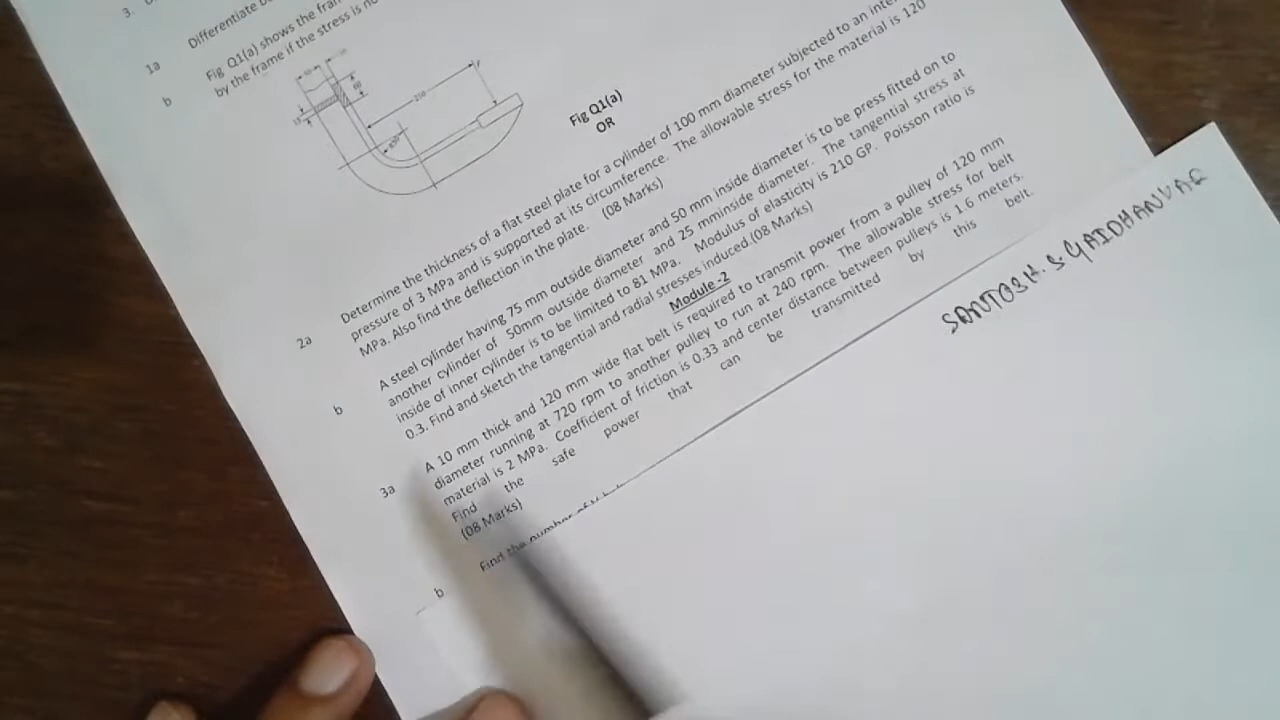 3.
Differentiate
1a
Fig Q1(a) shows the
b
by the frame if the stress is
Fig Q1(a)
OR
2a
Determine the thickness of a flat steel plate for a cylinder of 100 mm diameter subjected to an
pressure of 3 MPa and is supported at its circumference. The allowable stress for the material is 120
MPa. Also find the deflection in the plate. (08 Marks)
b
A steel cylinder having 75 mm outside diameter and 50 mm inside diameter is to be press fitted on to
another cylinder of 50mm outside diameter and 25 mminside diameter. The tangential stress at
inside of inner cylinder is to be limited to 81 MPa. Modulus of elasticity is 210 GP. Poisson ratio is
0.3. Find and sketch the tangential and radial stresses induced.(08 Marks)
Module -2
3a
A 10 mm thick and 120 mm wide flat belt is required to transmit power from a pulley of 120 mm
diameter running at 720 rpm to another pulley to run at 240 rpm. The allowable stress for belt
material is 2 MPa. Coefficient of friction is 0.33 and center distance between pulleys is 1.6 meters.
Find the safe power that can be transmitted by this belt.
(08 Marks)
b
Find the number of
SANTOSH. S. GAIDHANVAR